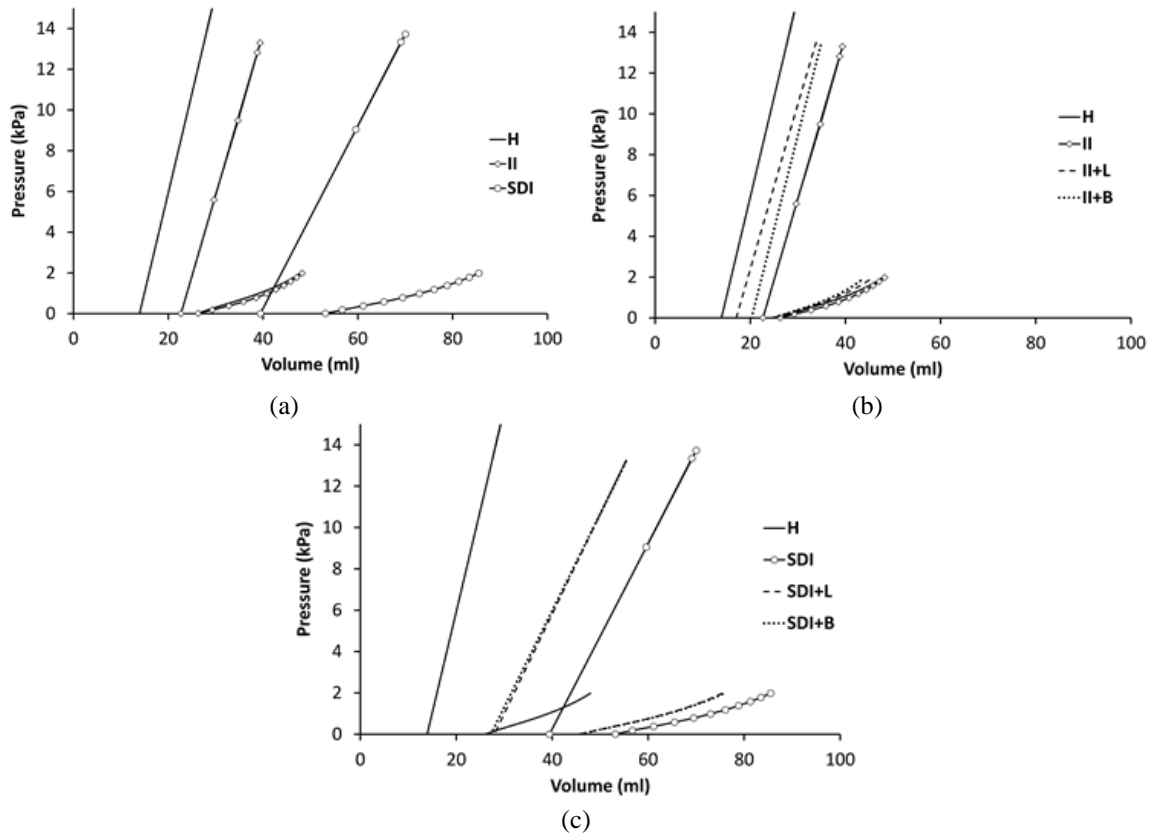 14
12
10
8
6
4
2
0
Pressure (kPa)
0 20 40 60 80 100
Volume (ml)
H
II
SDI
(a)
14
12
10
8
6
4
2
0
Pressure (kPa)
0 20 40 60 80 100
Volume (ml)
H
II
II+L
II+B
(b)
14
12
10
8
6
4
2
0
Pressure (kPa)
0 20 40 60 80 100
Volume (ml)
H
SDI
SDI+L
SDI+B
(c)